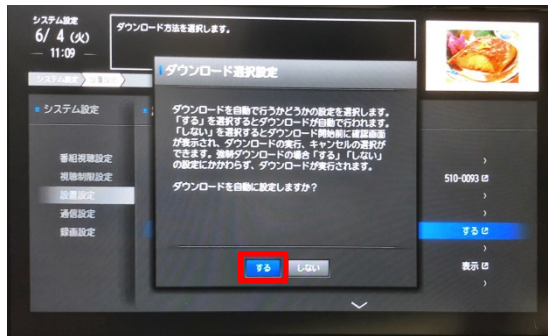 システム設定
6/ 4 (火)
11:09
ダウンロード方法を選択します。
システム設定
ダウンロード選択設定
システム設定
ダウンロードを自動で行うかどうかの設定を選択します。
「する」を選択するとダウンロードが自動で行われます。
「しない」を選択するとダウンロード開始前に確認画面
が表示され、ダウンロードの実行、キャンセルの選択が
できます。強制ダウンロードの場合「する」「しない」
の設定にかかわらず、ダウンロードが実行されます。
ダウンロードを自動に設定しますか？
番組視聴設定
視聴制限設定
設置設定
通信設定
録画設定
510-0093
する
表示
する
しない